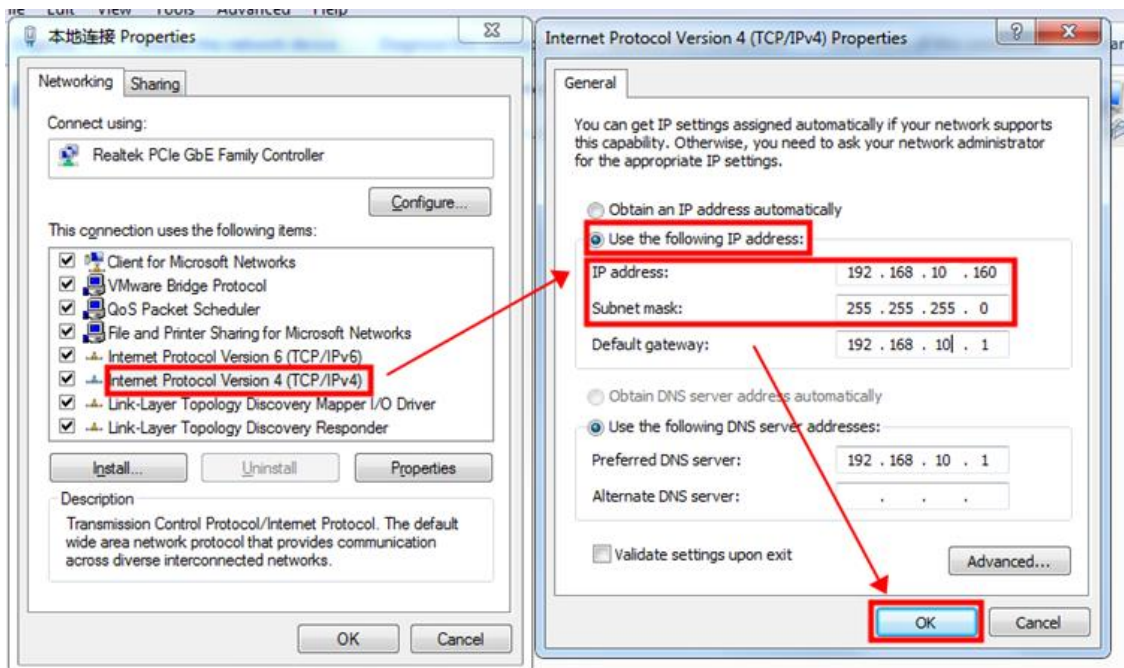 File Edit View Tools Advanced Help
本地连接 Properties
Networking
Sharing
Connect using:
Realtek PCIe GbE Family Controller
Configure...
This connection uses the following items:
Client for Microsoft Networks
VMware Bridge Protocol
QoS Packet Scheduler
File and Printer Sharing for Microsoft Networks
Internet Protocol Version 6 (TCP/IPv6)
Internet Protocol Version 4 (TCP/IPv4)
Link-Layer Topology Discovery Mapper I/O Driver
Link-Layer Topology Discovery Responder
Install...
Uninstall
Properties
Description
Transmission Control Protocol/Internet Protocol. The default
wide area network protocol that provides communication
across diverse interconnected networks.
OK
Cancel
Internet Protocol Version 4 (TCP/IPv4) Properties
General
You can get IP settings assigned automatically if your network supports
this capability. Otherwise, you need to ask your network administrator
for the appropriate IP settings.
Obtain an IP address automatically
Use the following IP address:
IP address: 192 . 168 . 10 . 160
Subnet mask: 255 . 255 . 255 . 0
Default gateway: 192 . 168 . 10 . 1
Obtain DNS server address automatically
Use the following DNS server addresses:
Preferred DNS server: 192 . 168 . 10 . 1
Alternate DNS server: . . .
Validate settings upon exit
Advanced...
OK
Cancel